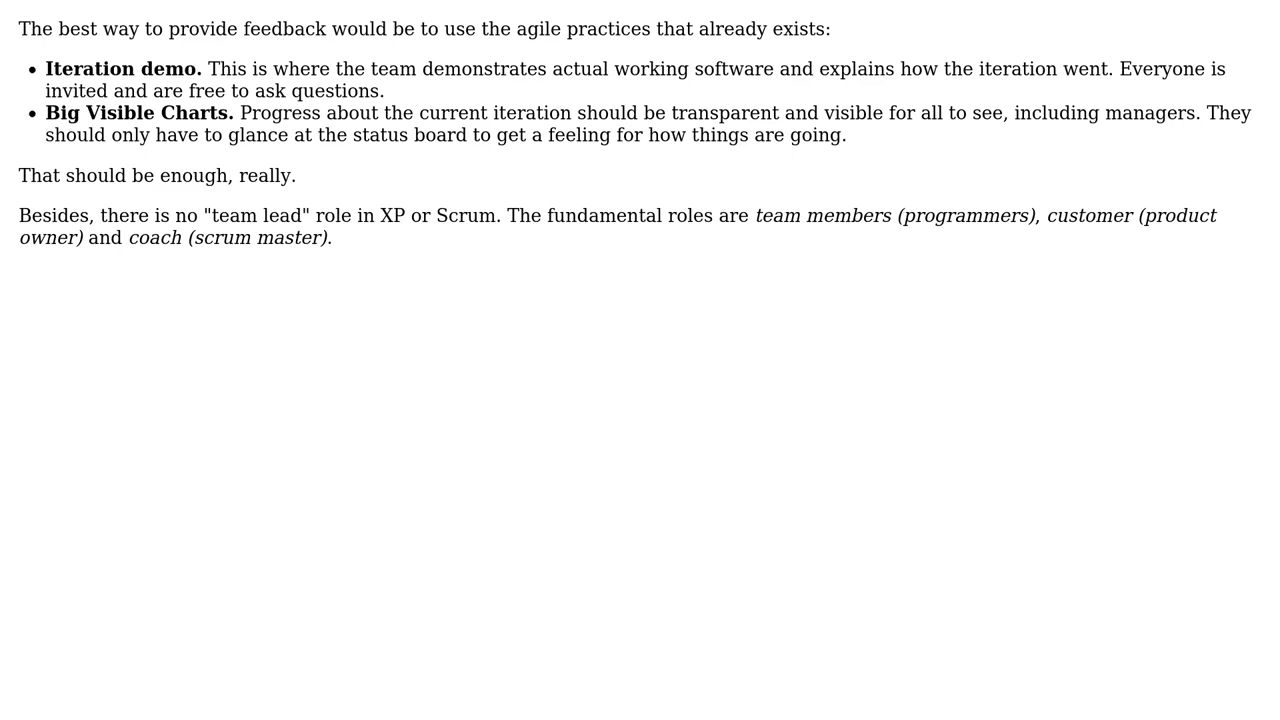 The best way to provide feedback would be to use the agile practices that already exists:
• Iteration demo. This is where the team demonstrates actual working software and explains how the iteration went. Everyone is
invited and are free to ask questions.
• Big Visible Charts. Progress about the current iteration should be transparent and visible for all to see, including managers. They
should only have to glance at the status board to get a feeling for how things are going.
That should be enough, really.
Besides, there is no "team lead" role in XP or Scrum. The fundamental roles are team members (programmers), customer (product
owner) and coach (scrum master).